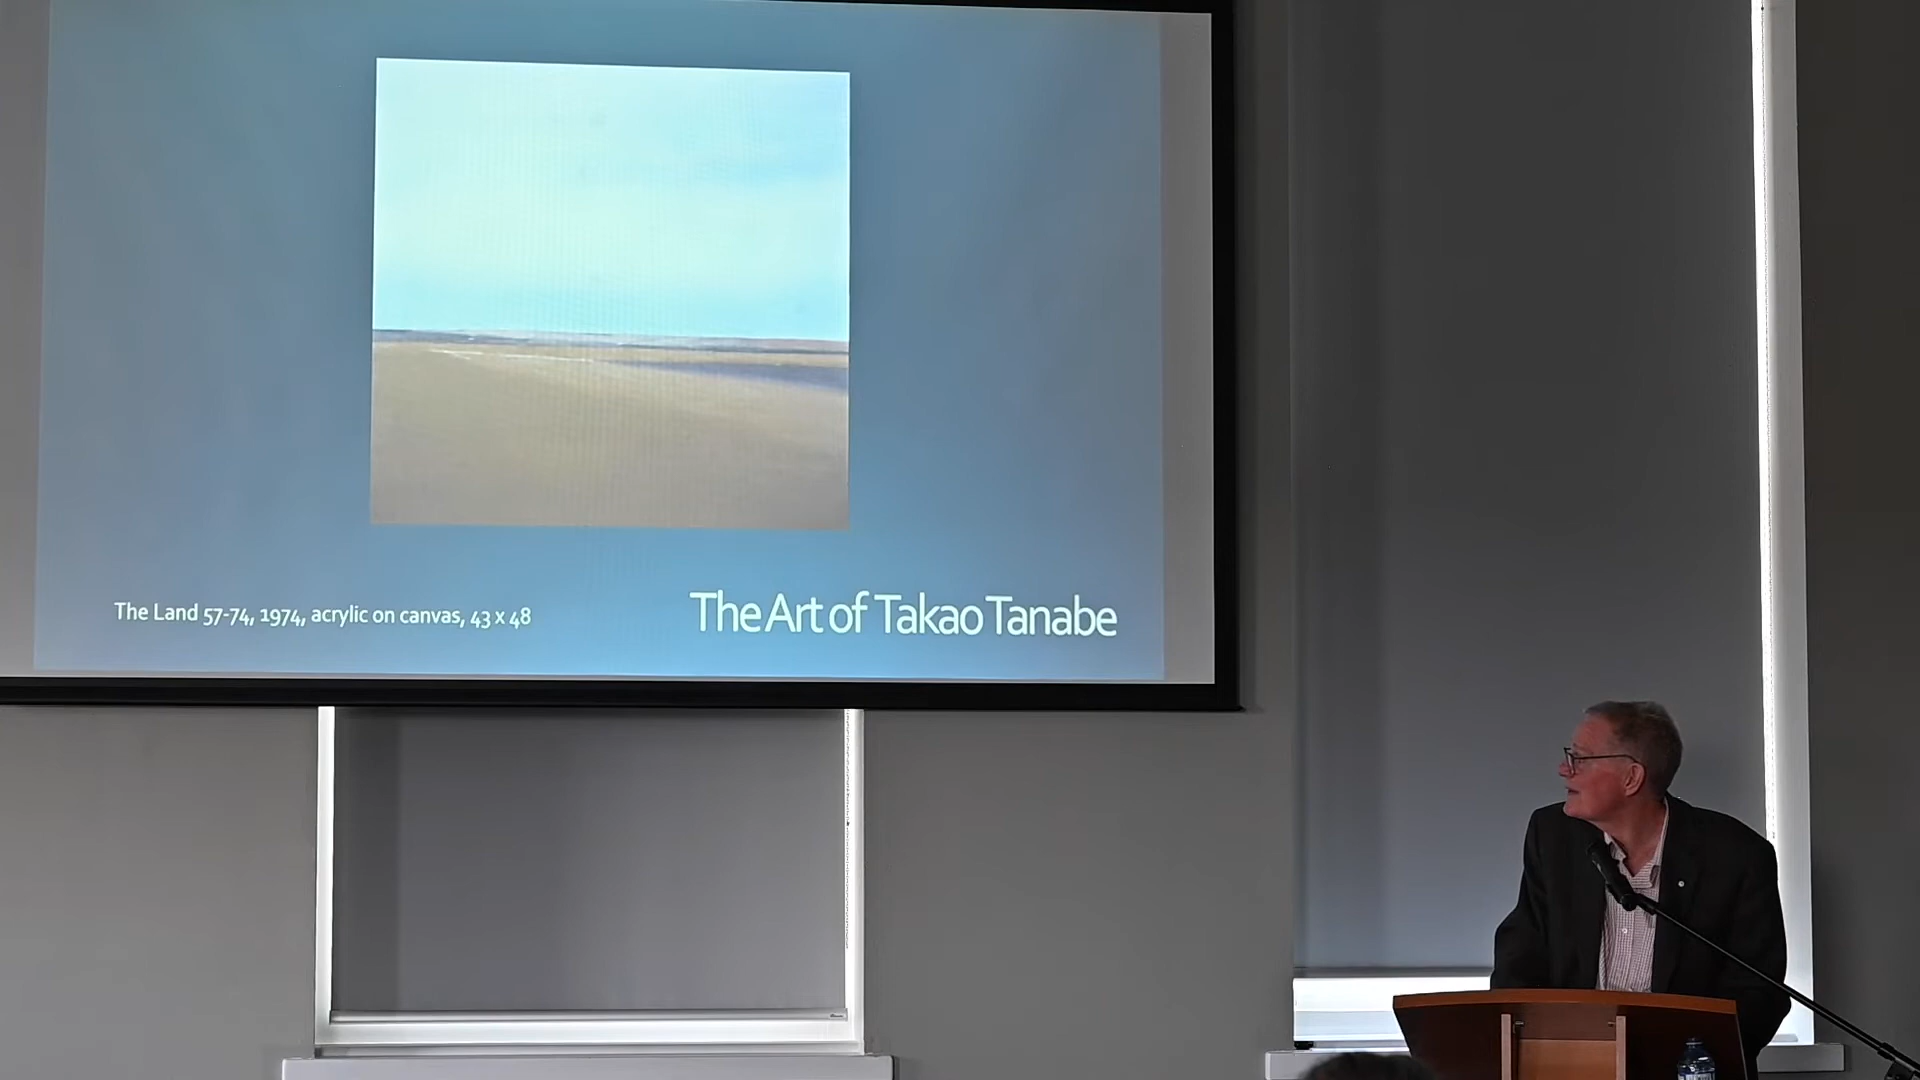 The Land 57-74, 1974, acrylic on canvas, 43 x 48
The Art of Takao Tanabe